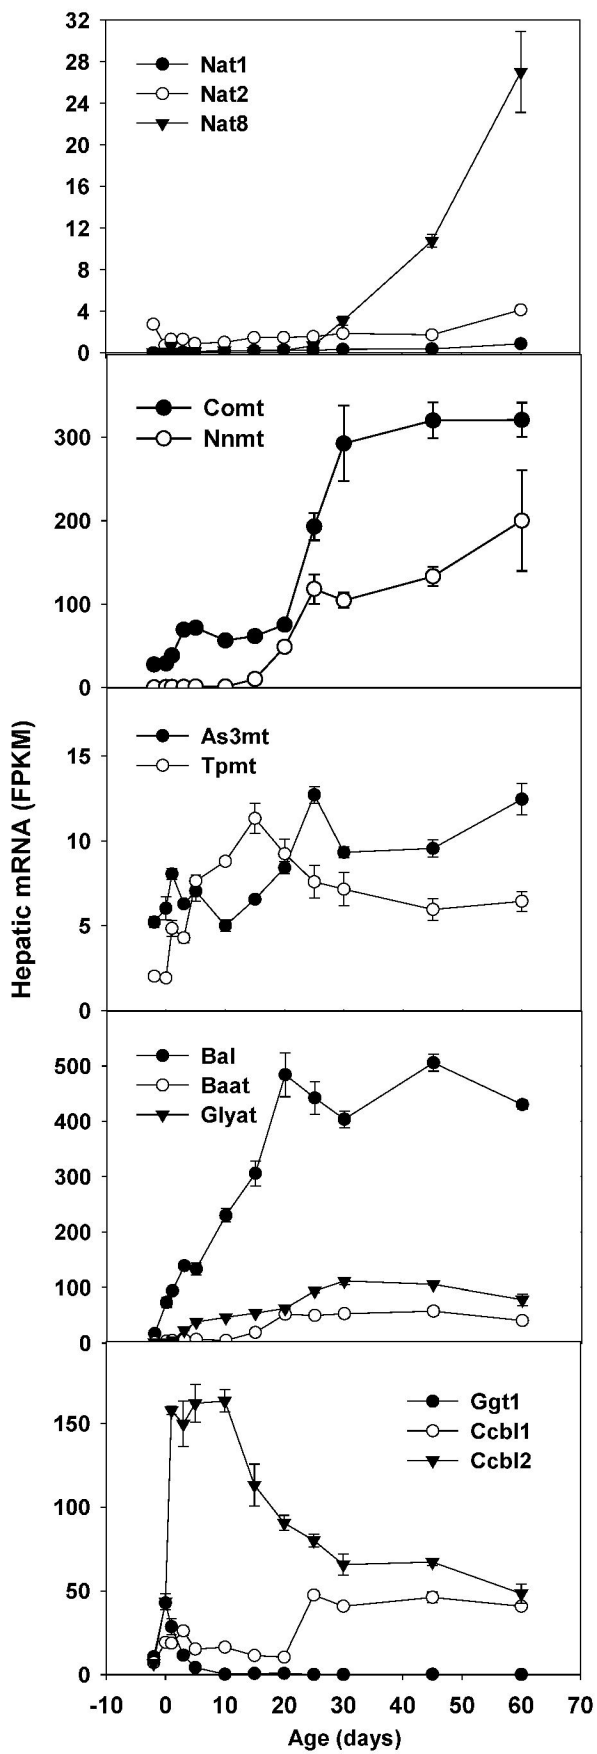 32
28
24
20
16
12
8
4
0
Nat1
Nat2
Nat8
300
200
100
0
Comt
Nnmt
15
10
5
0
As3mt
Tpmt
Hepatic mRNA (FPKM)
500
400
300
200
100
0
Bal
Baat
Glyat
150
100
50
0
Ggt1
Ccbl1
Ccbl2
-10 0 10 20 30 40 50 60 70
Age (days)